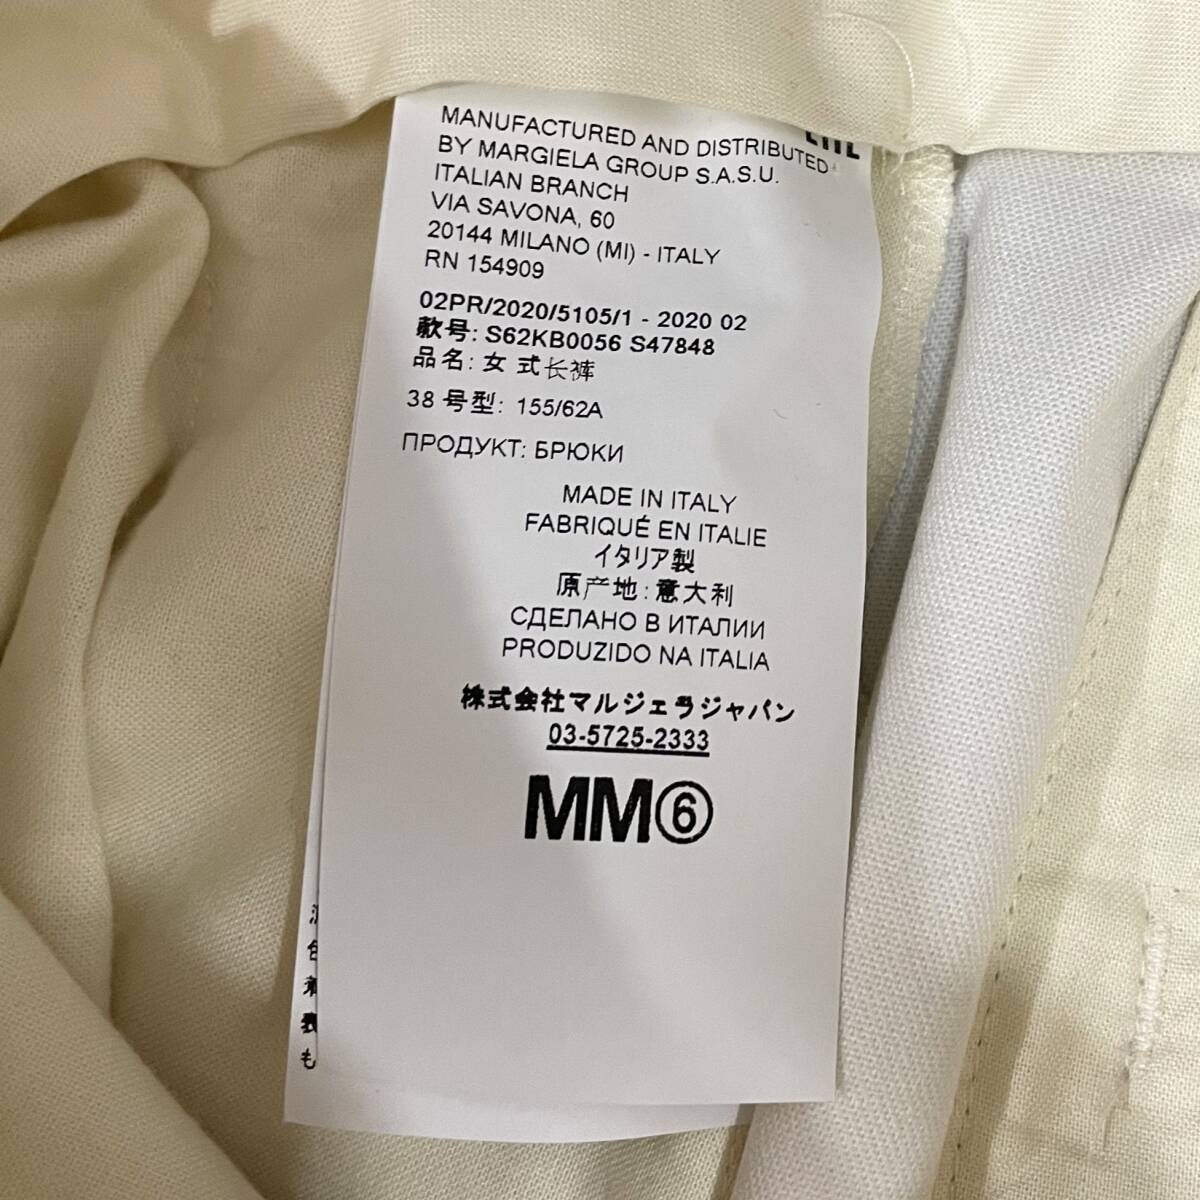 MANUFACTURED AND DISTRIBUTED
BY MARGIELA GROUP S.A.S.U.
ITALIAN BRANCH
VIA SAVONA, 60
20144 MILANO (MI) - ITALY
RN 154909
02PR/2020/5105/1 - 2020 02
款号: S62KB0056 S47848
品名: 女式长裤
38 号型: 155/62A
ПРОДУКТ: БРЮКИ
MADE IN ITALY
FABRIQUÉ EN ITALIE
イタリア製
原产地: 意大利
СДЕЛАНО В ИТАЛИИ
PRODUZIDO NA ITALIA
株式会社マルジェラジャパン
03-5725-2333
MM⑥